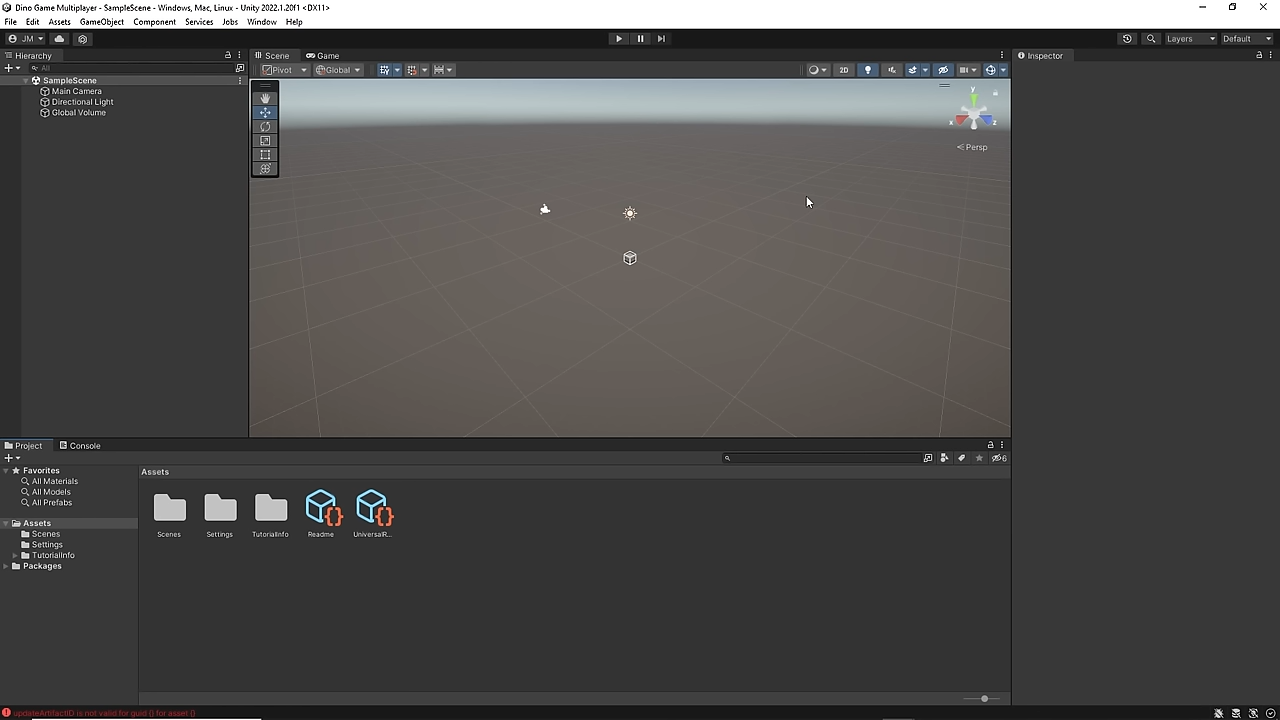 Dino Game Multiplayer - SampleScene - Windows, Mac, Linux - Unity 2022.1.20f1 <DX11>
File Edit Assets GameObject Component Services Jobs Window Help
JM Layers Default
Hierarchy Scene Game Inspector
All Pivot Global 2D
SampleScene
Main Camera
Directional Light
Global Volume
y
x z
Persp
Project Console
6
Favorites
All Materials
All Models
All Prefabs
Assets
Scenes
Settings
TutorialInfo
Packages
Assets
Scenes Settings TutorialInfo Readme UniversalR...
updateArtifactID is not valid for guid () for asset ()